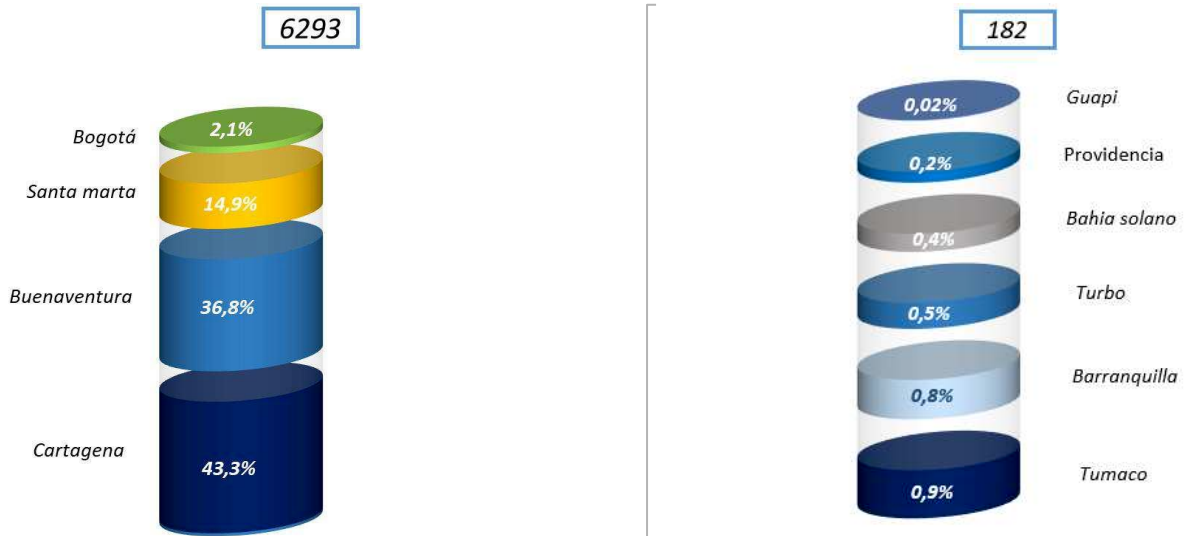 6293
Bogotá
2,1%
Santa marta
14,9%
Buenaventura
36,8%
Cartagena
43,3%
182
0,02%
Guapi
0,2%
Providencia
0,4%
Bahia solano
0,5%
Turbo
0,8%
Barranquilla
0,9%
Tumaco